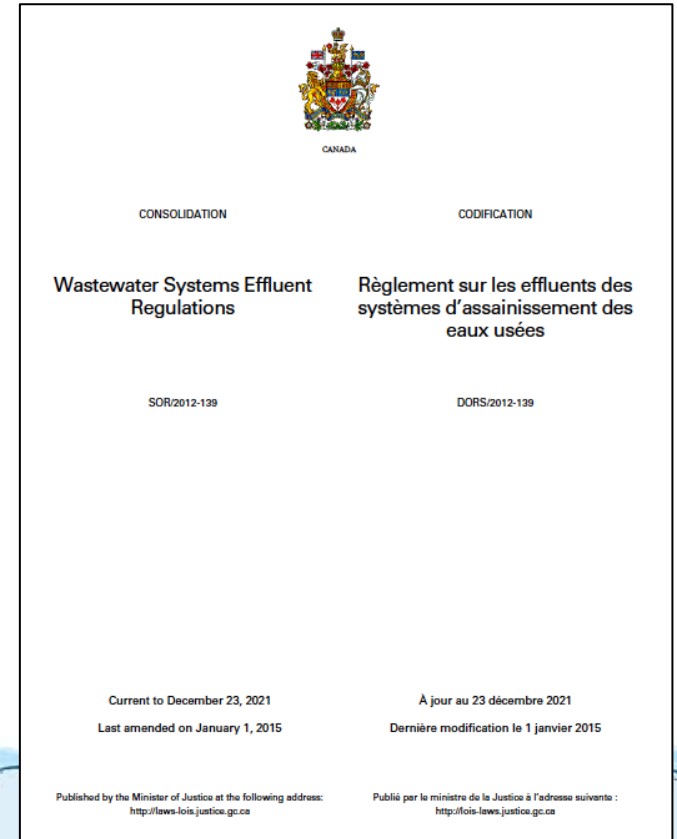 CANADA
CONSOLIDATION
CODIFICATION
Wastewater Systems Effluent
Regulations
Règlement sur les effluents des
systèmes d'assainissement des
eaux usées
SOR/2012-139
DORS/2012-139
Current to December 23, 2021
Last amended on January 1, 2015
À jour au 23 décembre 2021
Dernière modification le 1 janvier 2015
Published by the Minister of Justice at the following address:
http://laws-lois.justice.gc.ca
Publié par le ministre de la Justice à l'adresse suivante :
http://lois-laws.justice.gc.ca